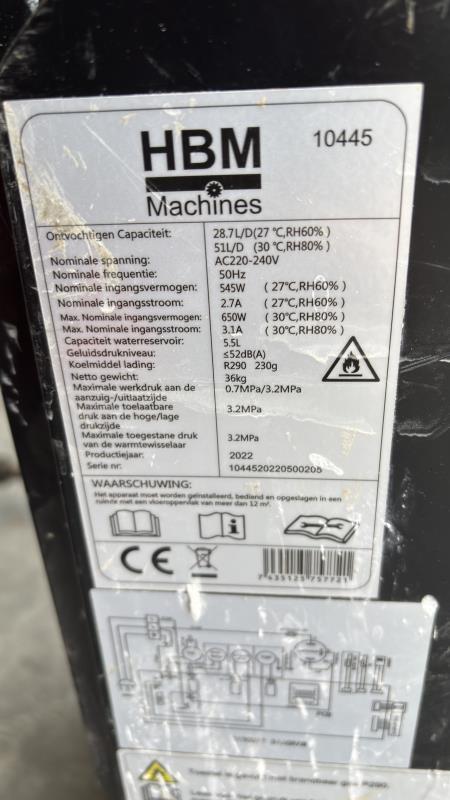 HBM
10445
Machines
Ontvochtigen Capaciteit: 28.7L/D(27 ℃,RH60% )
51L/D (30 ℃,RH80% )
Nominale spanning: AC220-240V
Nominale frequentie: 50Hz
Nominale ingangsvermogen: 545W (27℃,RH60% )
Nominale ingangsstroom: 2.7A (27℃,RH60% )
Max. Nominale ingangsvermogen: 650W (30℃,RH80% )
Max. Nominale ingangsstroom: 3.1A (30℃,RH80% )
Capaciteit waterreservoir: 5.5L
Geluidsdrukniveau: ≤52dB(A)
Koelmiddel lading: R290 230g
Netto gewicht: 36kg
Maximale werkdruk aan de 0.7MPa/3.2MPa
aanzuig-/uitlaatzijde
Maximale toelaatbare 3.2MPa
druk aan de hoge/lage
drukzijde
Maximale toegestane druk 3.2MPa
van de warmtewisselaar
Productiejaar: 2022
Serie nr: 1044520220500205
WAARSCHUWING:
Het apparaat moet worden geïnstalleerd, bediend en opgeslagen in een
ruimte met een vloeroppervlak van meer dan 12 m².
CE
7 435125 757721
PCB